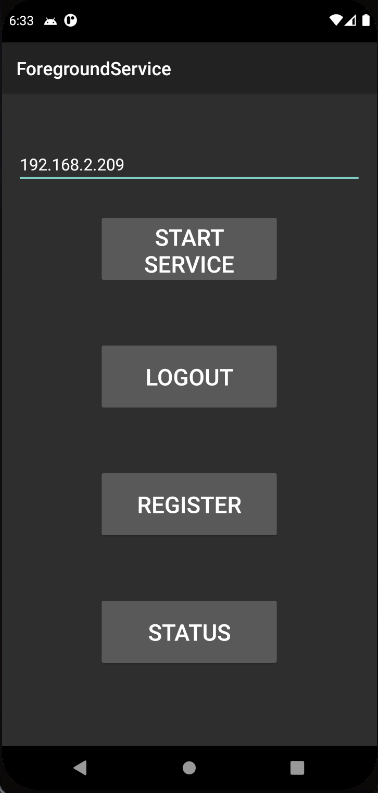 6:33
ForegroundService
192.168.2.209
START
SERVICE
LOGOUT
REGISTER
STATUS